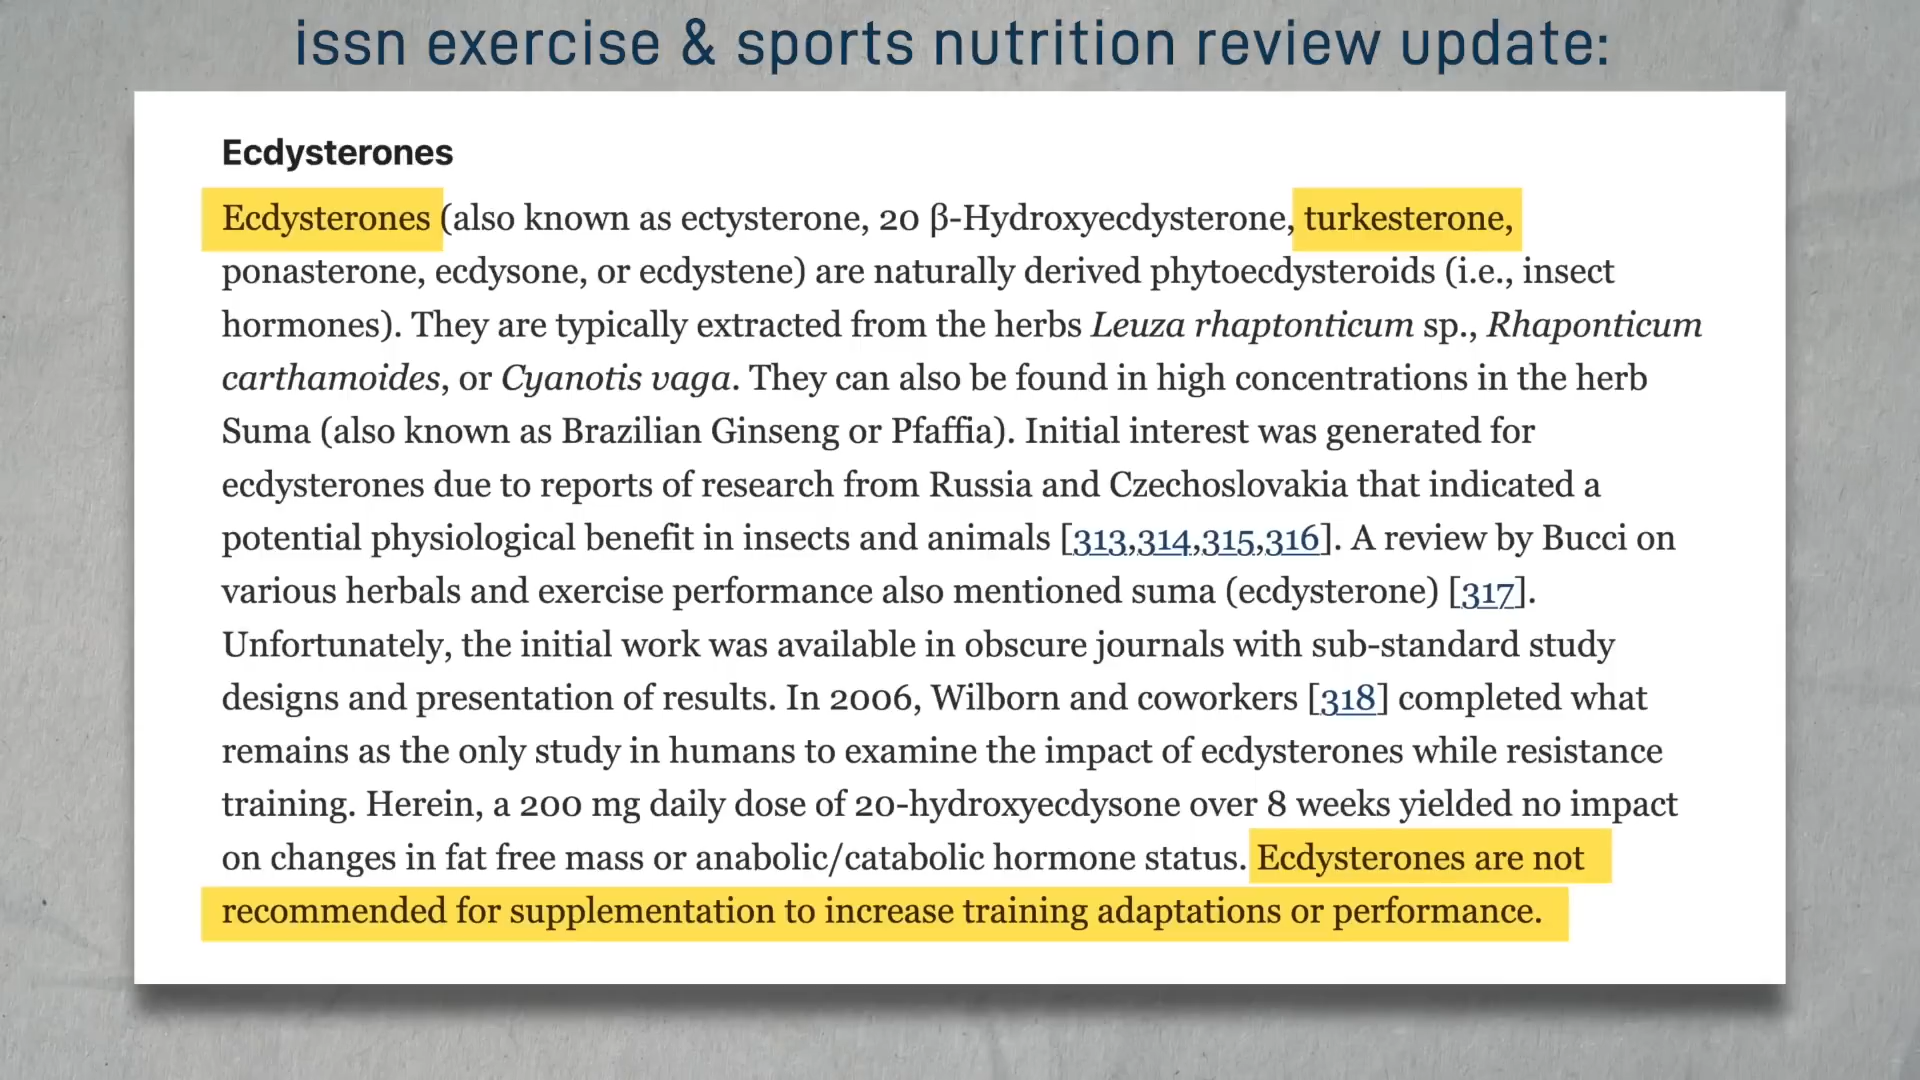 issn exercise & sports nutrition review update:
Ecdysterones
Ecdysterones (also known as ectysterone, 20 β-Hydroxyecdysterone, turkesterone,
ponasterone, ecdysone, or ecdystene) are naturally derived phytoecdysteroids (i.e., insect
hormones). They are typically extracted from the herbs Leuza rhaptonticum sp., Rhaponticum
carthamoides, or Cyanotis vaga. They can also be found in high concentrations in the herb
Suma (also known as Brazilian Ginseng or Pfaffia). Initial interest was generated for
ecdysterones due to reports of research from Russia and Czechoslovakia that indicated a
potential physiological benefit in insects and animals [313,314,315,316]. A review by Bucci on
various herbals and exercise performance also mentioned suma (ecdysterone) [317].
Unfortunately, the initial work was available in obscure journals with sub-standard study
designs and presentation of results. In 2006, Wilborn and coworkers [318] completed what
remains as the only study in humans to examine the impact of ecdysterones while resistance
training. Herein, a 200 mg daily dose of 20-hydroxyecdysone over 8 weeks yielded no impact
on changes in fat free mass or anabolic/catabolic hormone status. Ecdysterones are not
recommended for supplementation to increase training adaptations or performance.